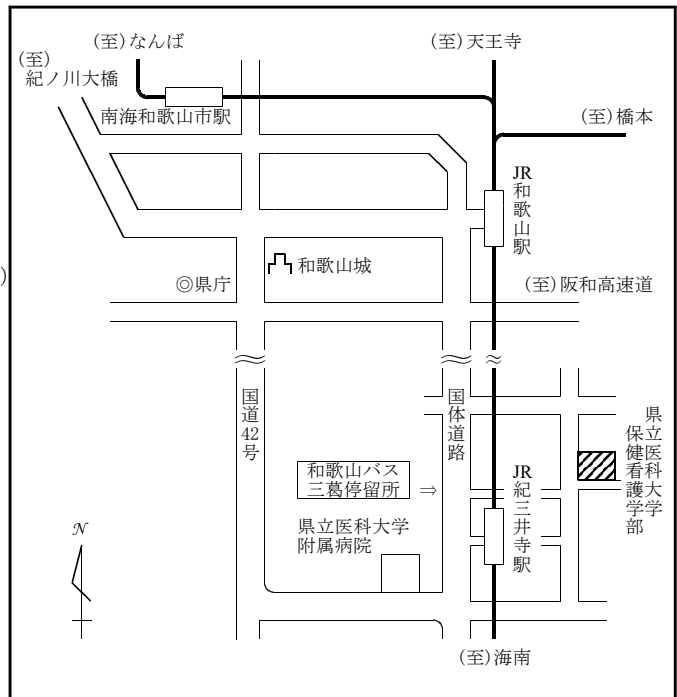 (至)なんば
(至)天王寺
(至)
紀ノ川大橋
南海和歌山市駅
(至)橋本
JR
和歌山駅
)
◎県庁
和歌山城
(至)阪和高速道
国道42号
国体道路
県立医科大学
保健看護学部
和歌山バス
三葛停留所
⇒
JR
紀三井寺駅
県立医科大学
附属病院
N
(至)海南